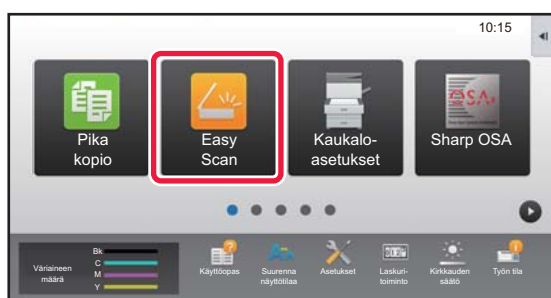 10:15
Pika
kopio
Easy
Scan
Kaukalo-
asetukset
Sharp OSA
Väriaineen
määrä
Bk
C
M
Y
Käyttöopas
Suurenna
näyttötilaa
Asetukset
Laskuri-
toiminto
Kirkkauden
säätö
Työn tila